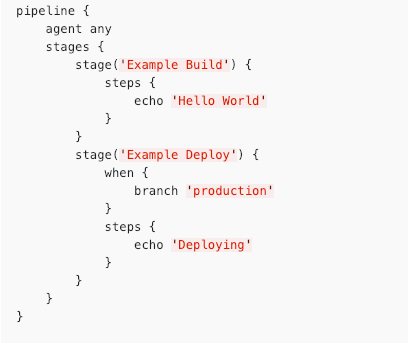 pipeline {
    agent any
    stages {
        stage('Example Build') {
            steps {
                echo 'Hello World'
            }
        }
        stage('Example Deploy') {
            when {
                branch 'production'
            }
            steps {
                echo 'Deploying'
            }
        }
    }
}